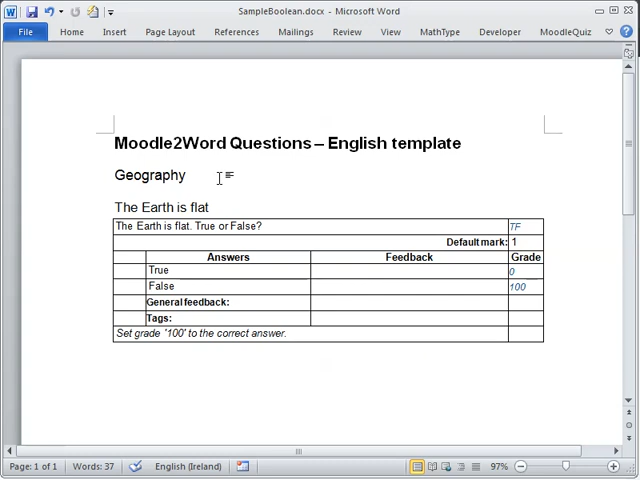 SampleBoolean.docx - Microsoft Word
File Home Insert Page Layout References Mailings Review View MathType Developer MoodleQuiz
Moodle2Word Questions – English template
Geography
The Earth is flat
The Earth is flat. True or False? TF
Default mark: 1
Answers Feedback Grade
True 0
False 100
General feedback:
Tags:
Set grade '100' to the correct answer.
Page: 1 of 1 Words: 37 English (Ireland) 97%